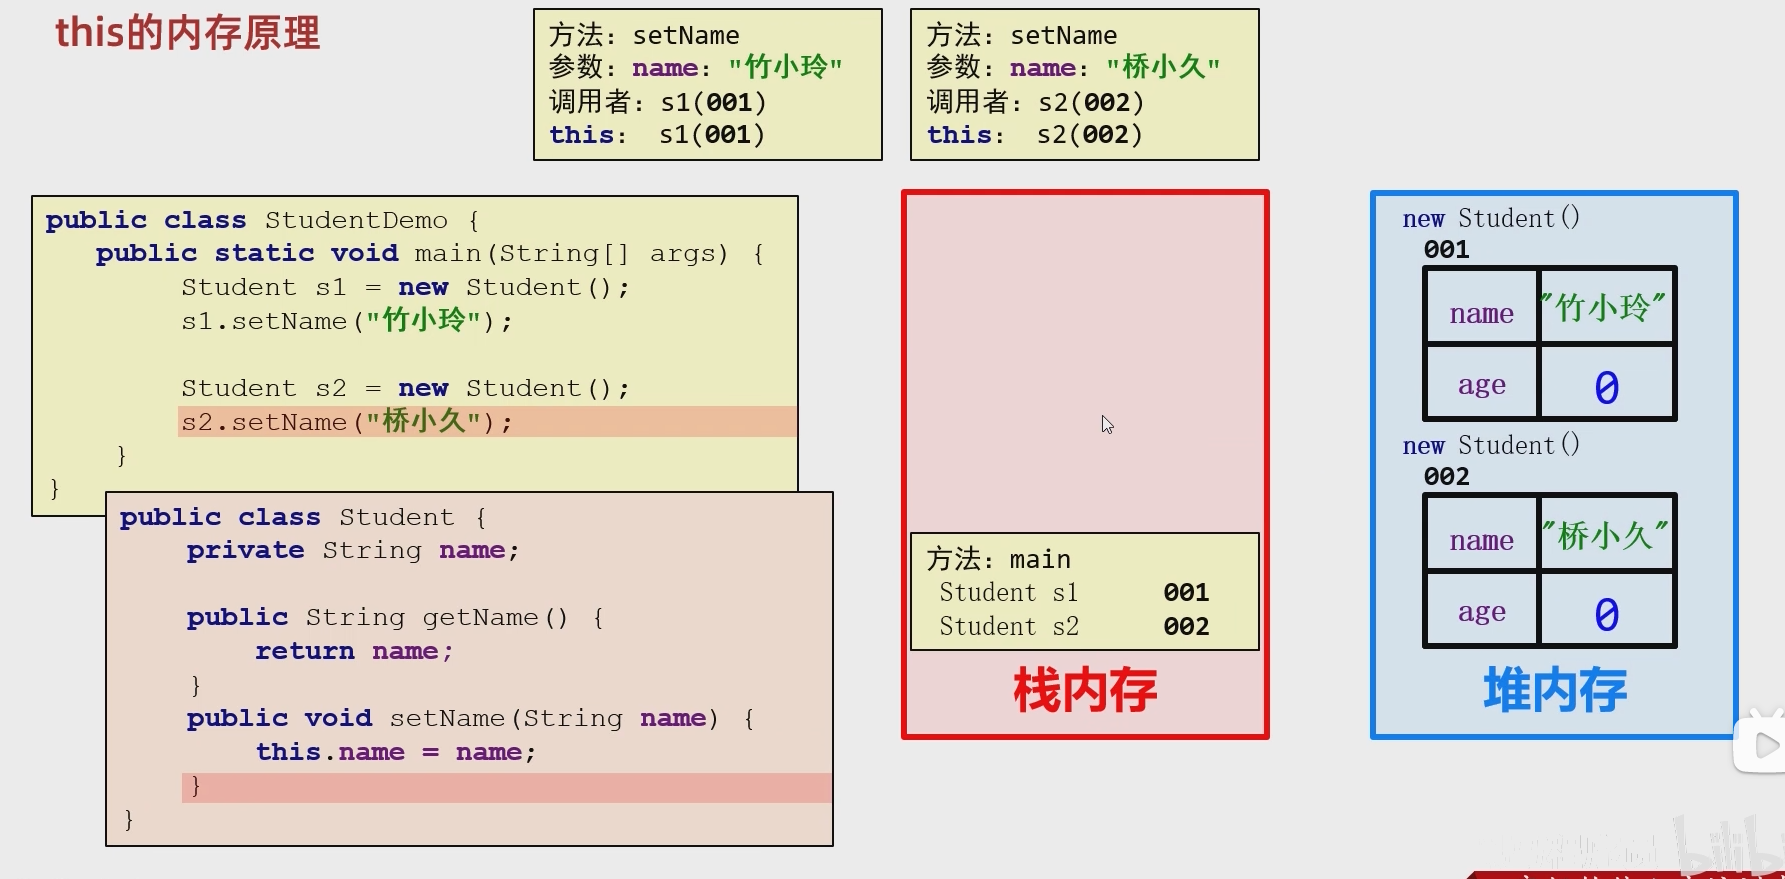 this的内存原理
方法：setName
参数：name："竹小玲"
调用者：s1(001)
this： s1(001)
方法：setName
参数：name："桥小久"
调用者：s2(002)
this： s2(002)
public class StudentDemo {
public static void main(String[] args) {
Student s1 = new Student();
s1.setName("竹小玲");
Student s2 = new Student();
s2.setName("桥小久");
}
}
public class Student {
private String name;
public String getName() {
return name;
}
public void setName(String name) {
this.name = name;
}
}
方法：main
Student s1 001
Student s2 002
栈内存
new Student()
001
name "竹小玲"
age 0
new Student()
002
name "桥小久"
age 0
堆内存